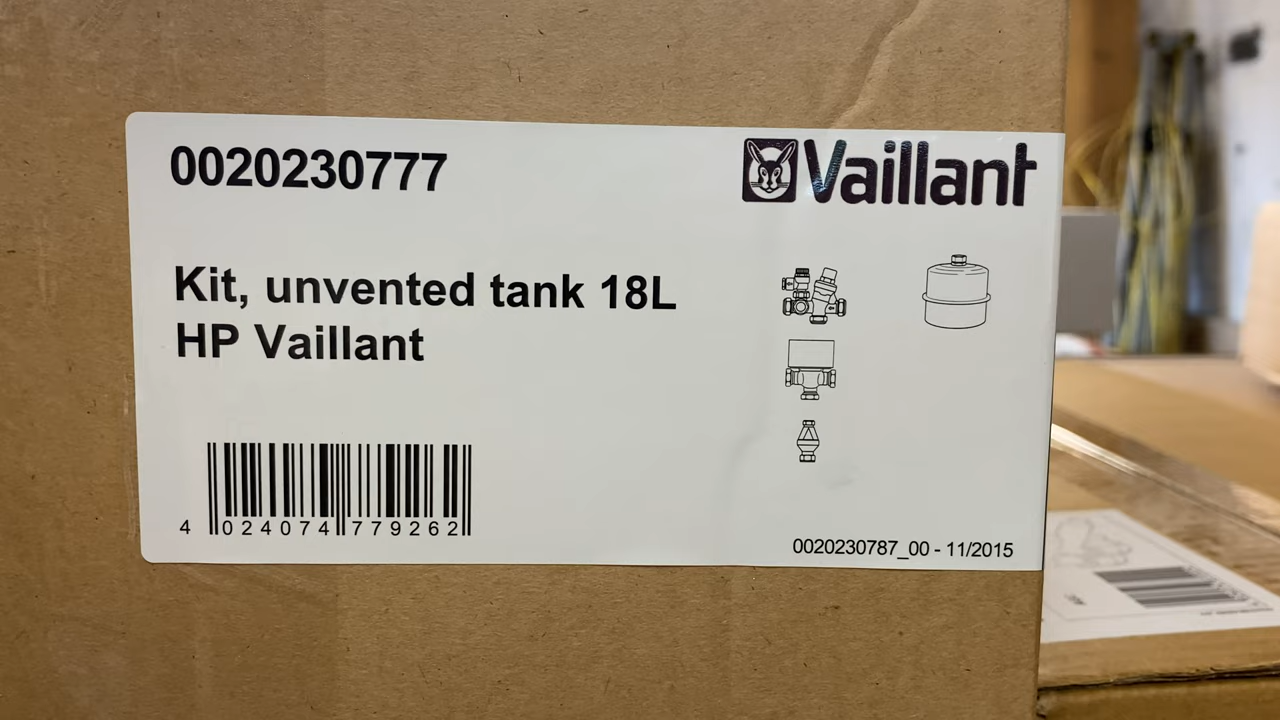 0020230777
Vaillant
Kit, unvented tank 18L
HP Vaillant
4 024074 779262
0020230787_00 - 11/2015